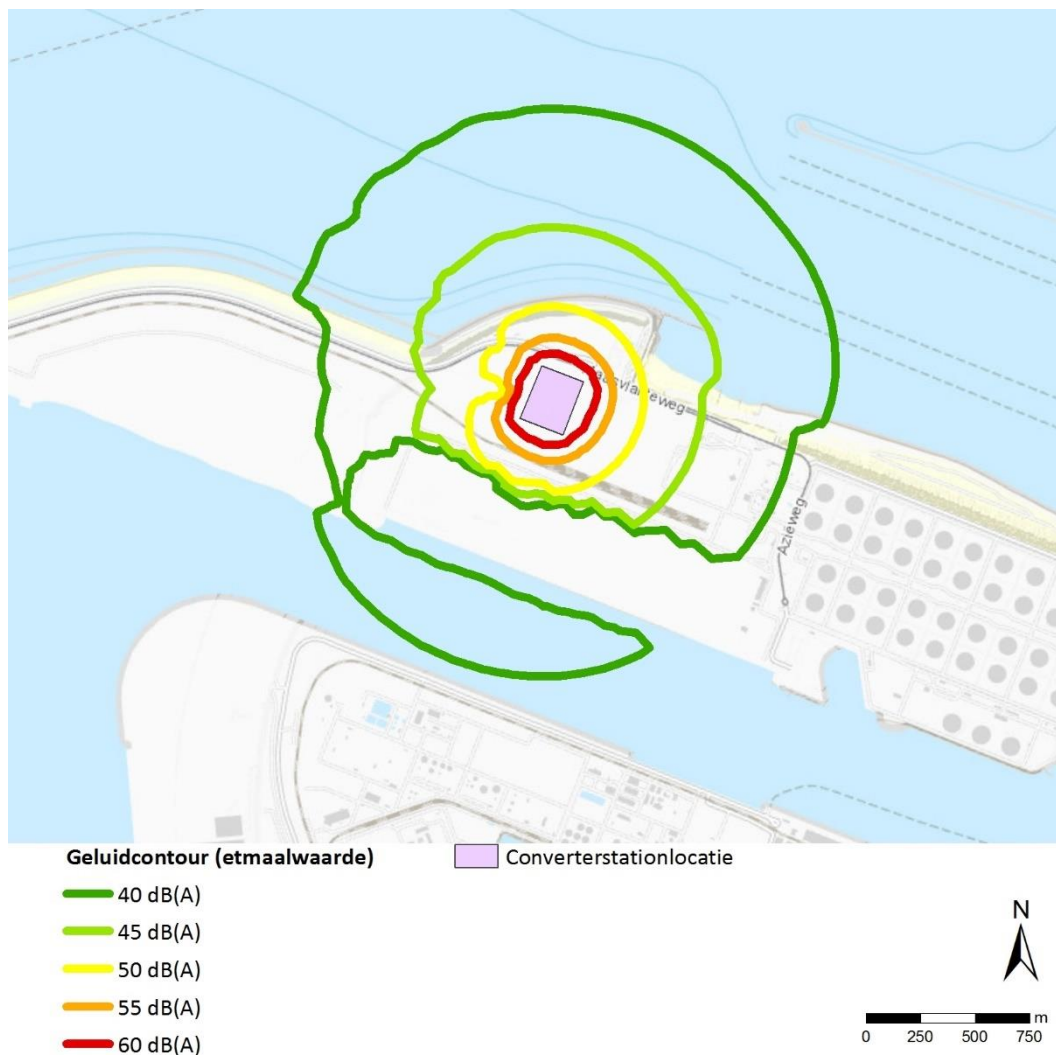 Maasvlakteweg
Azieweg
Geluidcontour (etmaalwaarde)
Converterstationlocatie
40 dB(A)
45 dB(A)
50 dB(A)
55 dB(A)
60 dB(A)
N
m
0 250 500 750